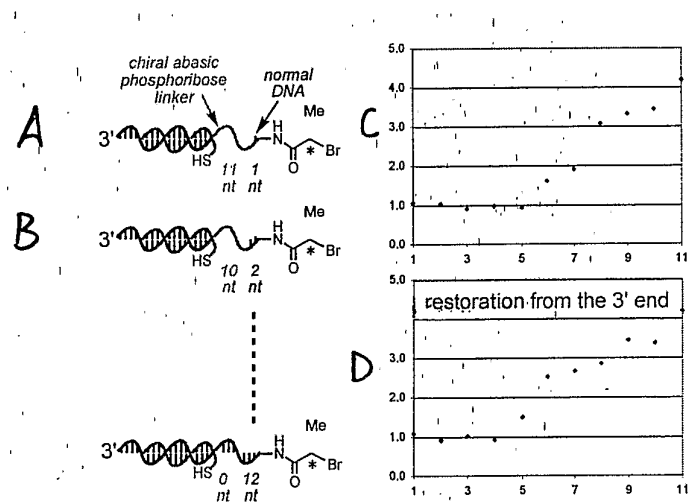 chiral abasic
phosphoribose
linker
normal
DNA
A
3'
HS
11
nt
1
nt
H
N
O
Me
*
Br
B
3'
HS
10
nt
2
nt
H
N
O
Me
*
Br
3'
HS
0
nt
12
nt
H
N
O
Me
*
Br
C
5.0
4.0
3.0
2.0
1.0
0.0
1 3 5 7 9 11
D
5.0
restoration from the 3' end
3.0
2.0
1.0
0.0
1 3 5 7 9 11